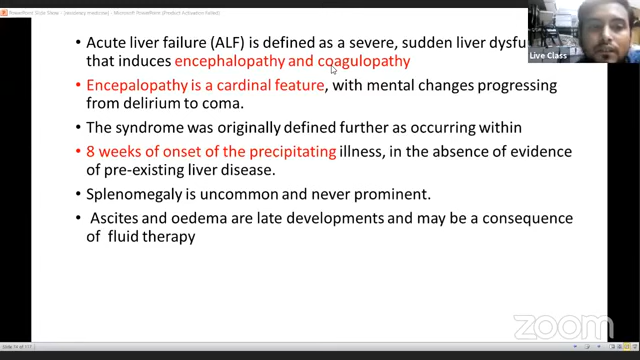 PowerPoint Slide Show - [residency medicine] - Microsoft PowerPoint (Product Activation Failed)
Live Class
• Acute liver failure (ALF) is defined as a severe, sudden liver dysfu
that induces encephalopathy and coagulopathy
• Encepalopathy is a cardinal feature, with mental changes progressing
from delirium to coma.
• The syndrome was originally defined further as occurring within
• 8 weeks of onset of the precipitating illness, in the absence of evidence
of pre-existing liver disease.
• Splenomegaly is uncommon and never prominent.
• Ascites and oedema are late developments and may be a consequence
of fluid therapy
zoom